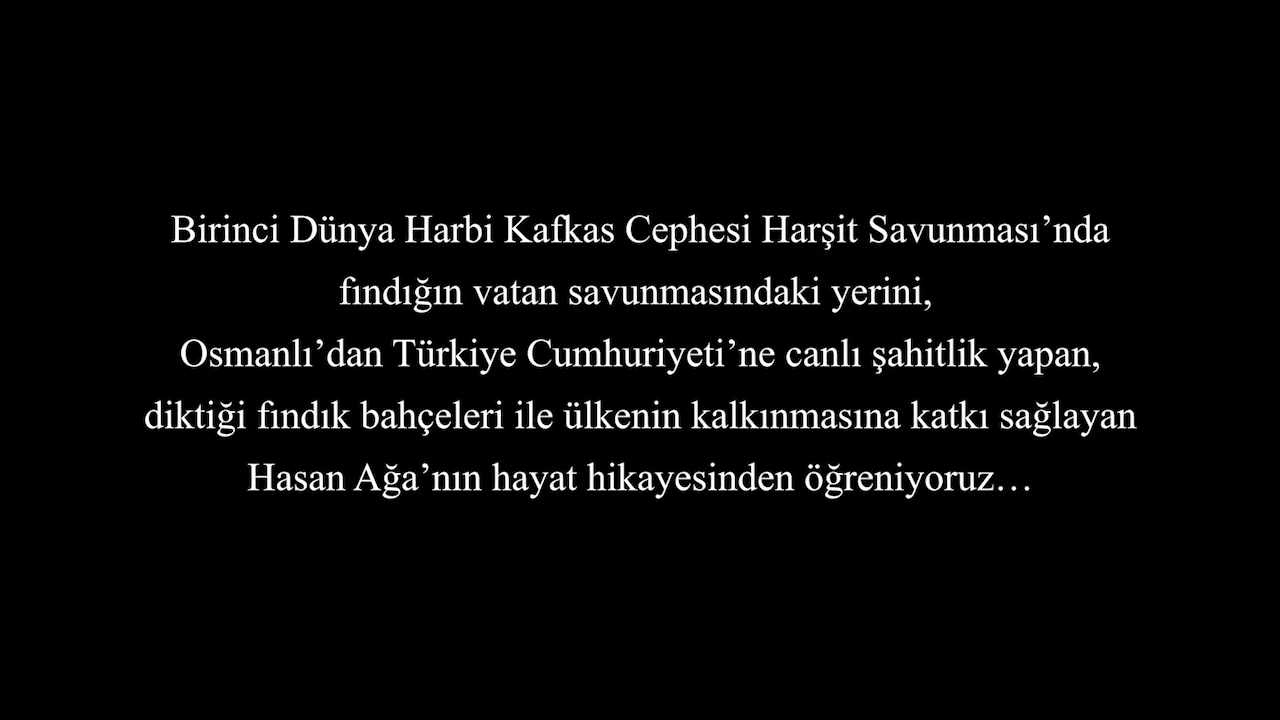 Birinci Dünya Harbi Kafkas Cephesi Harşit Savunması’nda
fındığın vatan savunmasındaki yerini,
Osmanlı’dan Türkiye Cumhuriyeti’ne canlı şahitlik yapan,
diktiği fındık bahçeleri ile ülkenin kalkınmasına katkı sağlayan
Hasan Ağa’nın hayat hikayesinden öğreniyoruz…